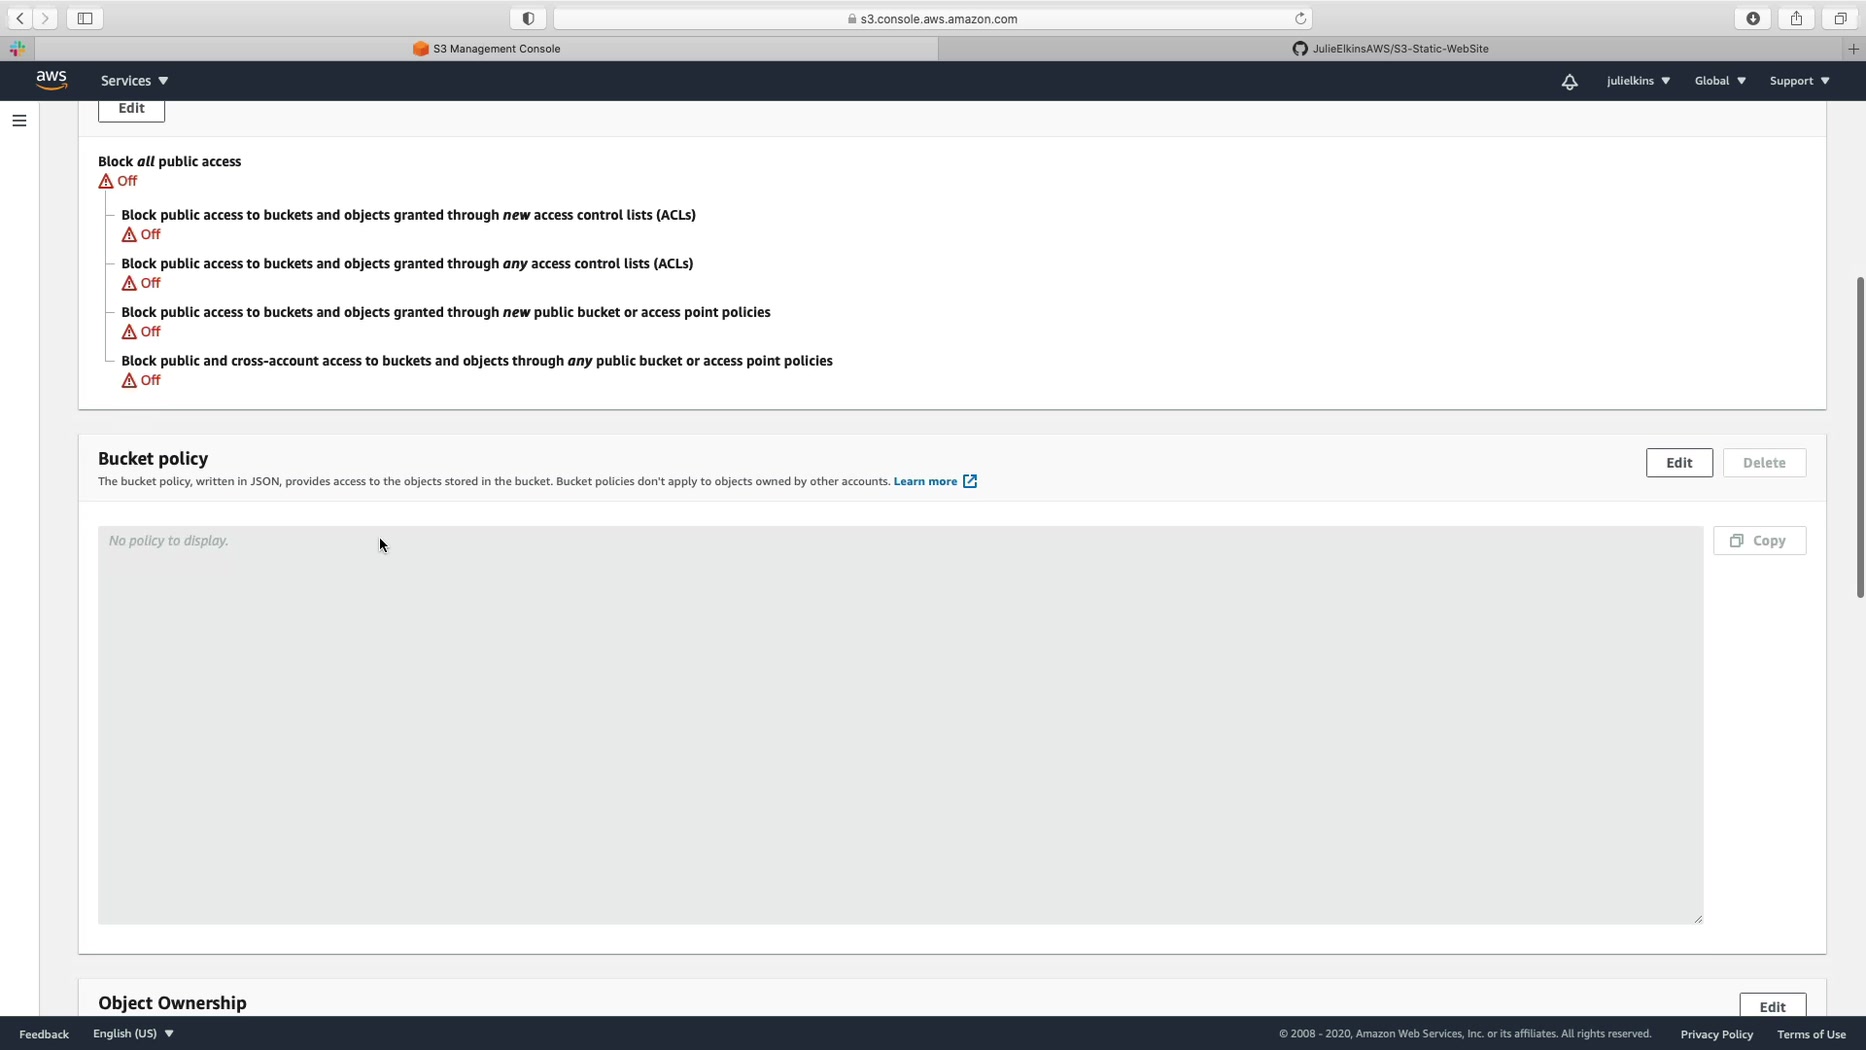 s3.console.aws.amazon.com
S3 Management Console
JulieElkinsAWS/S3-Static-WebSite
aws
Services
julielkins
Global
Support
Edit
Block all public access
Off
Block public access to buckets and objects granted through new access control lists (ACLs)
Off
Block public access to buckets and objects granted through any access control lists (ACLs)
Off
Block public access to buckets and objects granted through new public bucket or access point policies
Off
Block public and cross-account access to buckets and objects through any public bucket or access point policies
Off
Bucket policy
Edit
Delete
The bucket policy, written in JSON, provides access to the objects stored in the bucket. Bucket policies don't apply to objects owned by other accounts. Learn more
No policy to display.
Copy
Object Ownership
Edit
Feedback
English (US)
© 2008 - 2020, Amazon Web Services, Inc. or its affiliates. All rights reserved.
Privacy Policy
Terms of Use